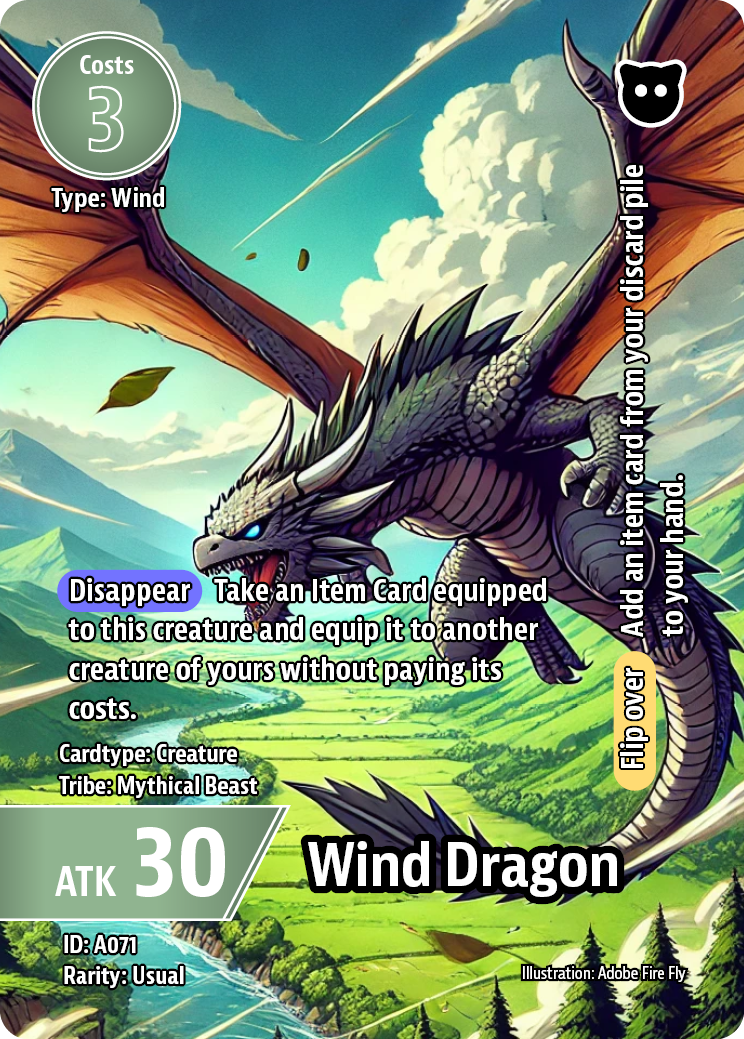 Costs
3
Type: Wind
Disappear Take an Item Card equipped
to this creature and equip it to another
creature of yours without paying its
costs.
Cardtype: Creature
Tribe: Mythical Beast
ATK 30
Wind Dragon
ID: A071
Rarity: Usual
Illustration: Adobe Fire Fly
Flip over Add an item card from your discard pile
to your hand.